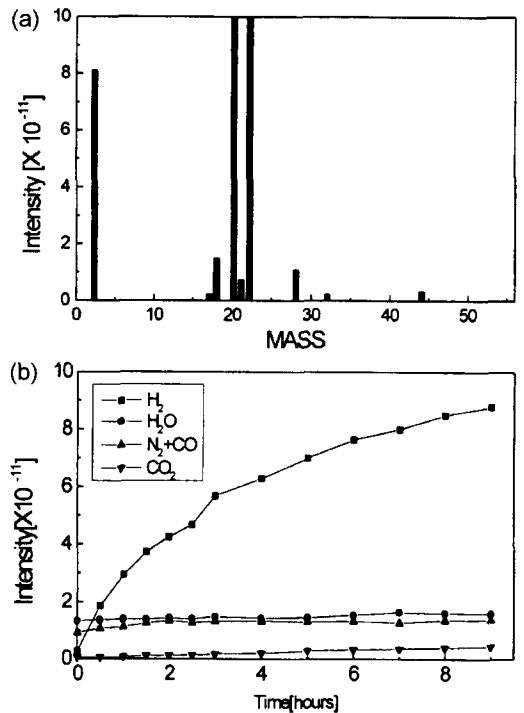 (a)
10
8
6
4
2
0
Intensity [X 10⁻¹¹]
0 10 20 30 40 50
MASS
(b)
10
8
6
4
2
0
Intensity[X10⁻¹¹]
H₂
H₂O
N₂+CO
CO₂
0 2 4 6 8
Time[hours]